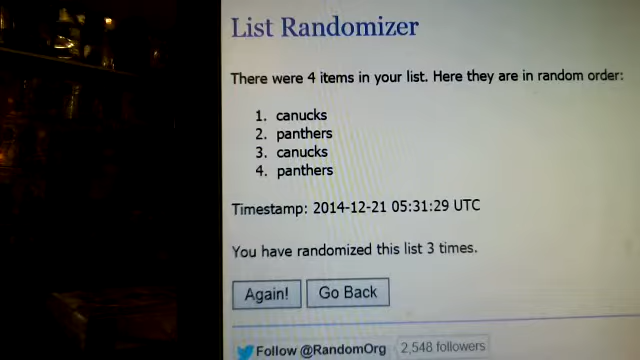 List Randomizer
There were 4 items in your list. Here they are in random order:
1. canucks
2. panthers
3. canucks
4. panthers
Timestamp: 2014-12-21 05:31:29 UTC
You have randomized this list 3 times.
Again! Go Back
Follow @RandomOrg 2,548 followers